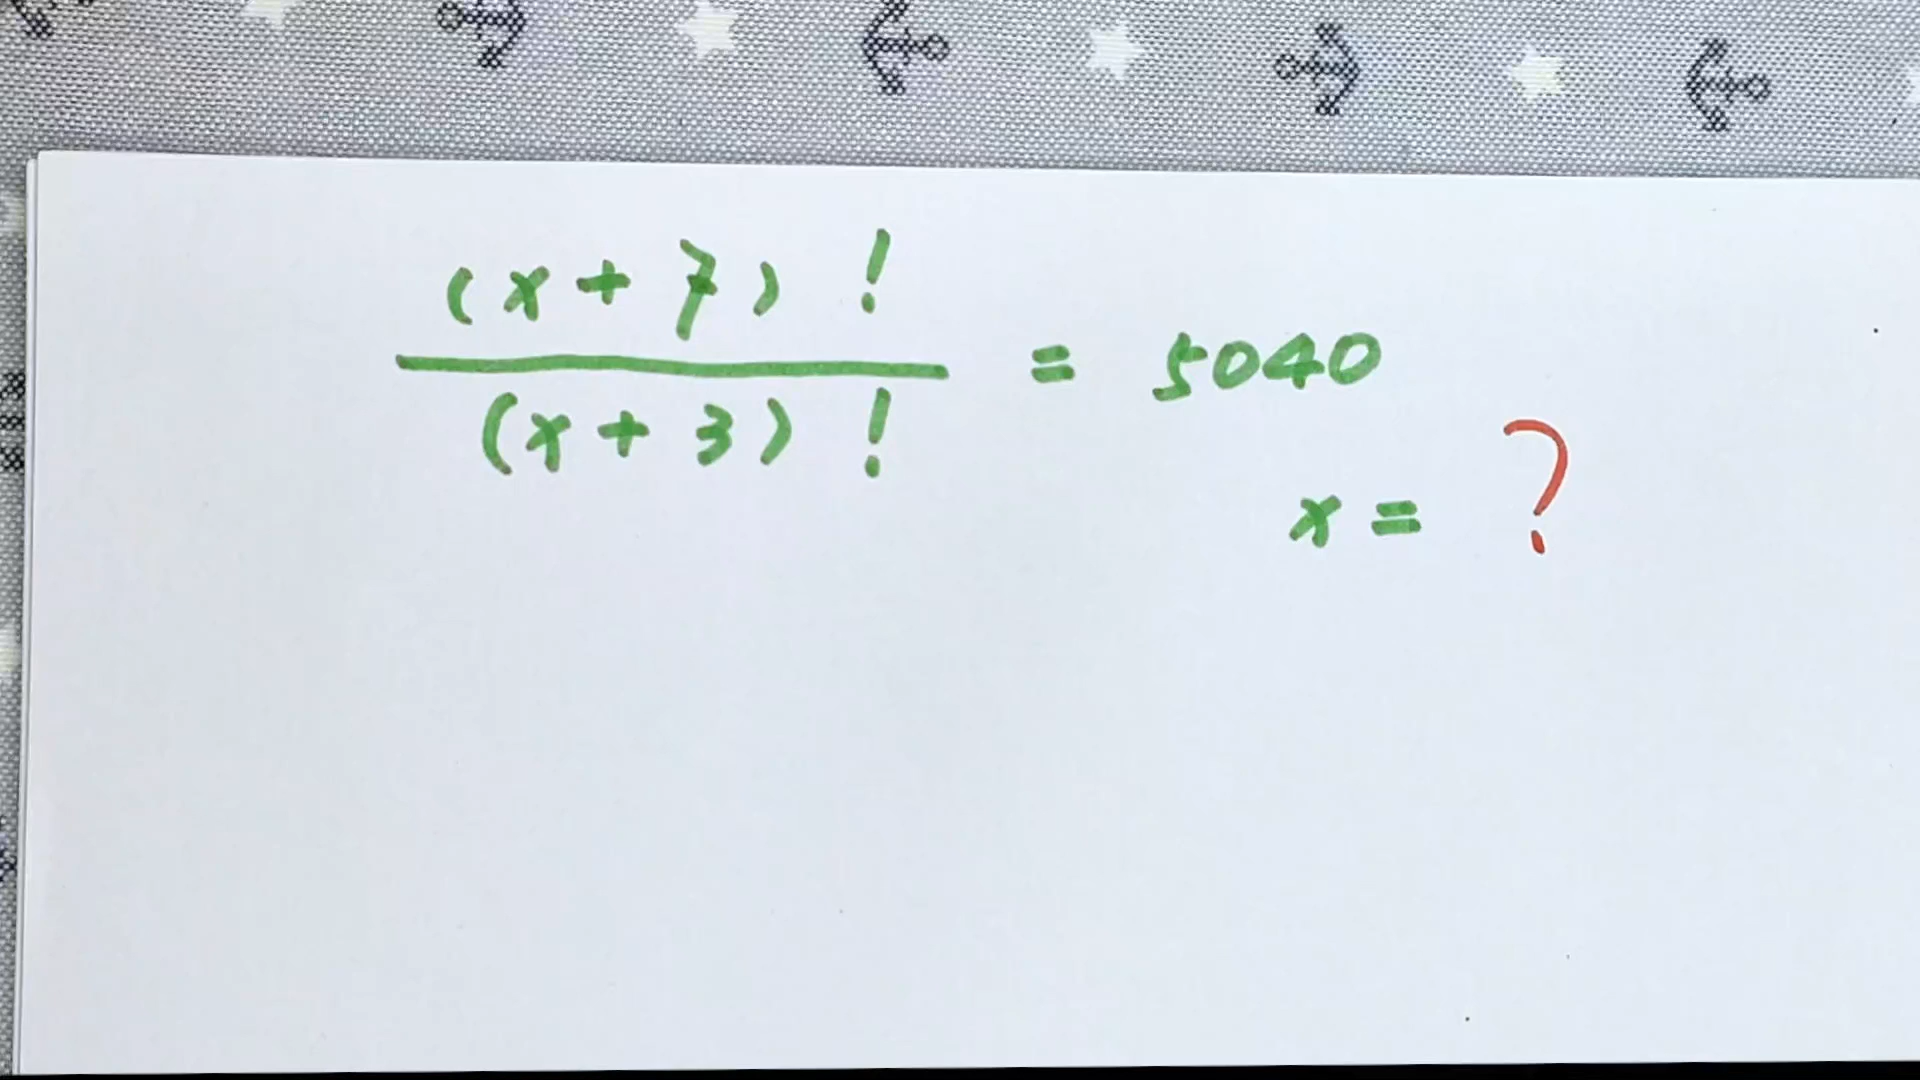 (x + 7) !
(x + 3) !
= 5040
x = ?